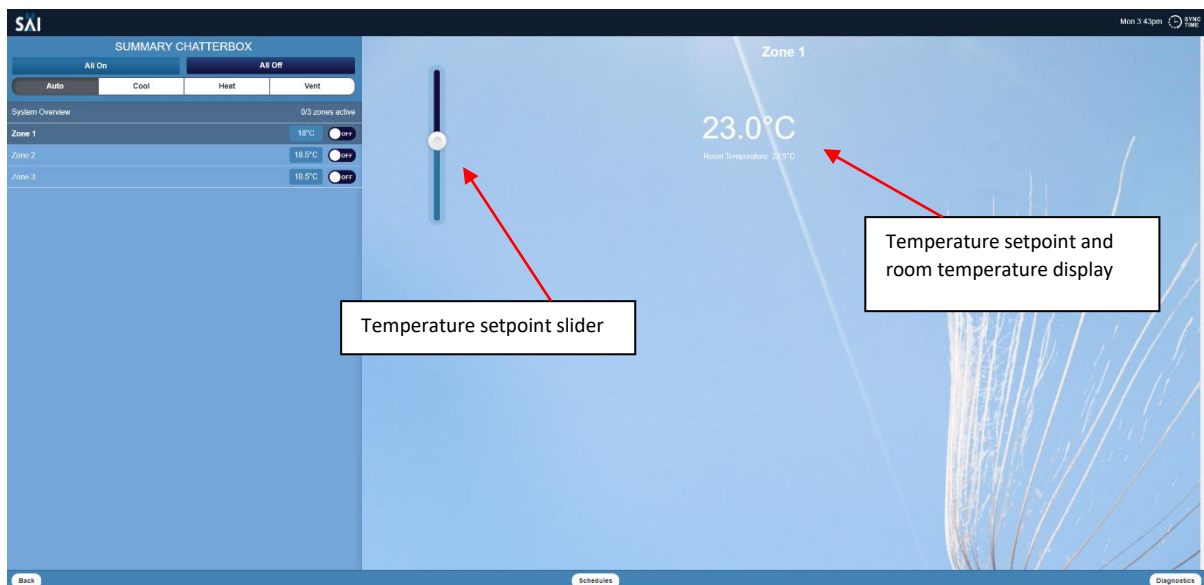 SAI
Mon 3:43pm SYNC TIME
SUMMARY CHATTERBOX
All On All Off
Auto Cool Heat Vent
System Overview 0/3 zones active
Zone 1 18°C OFF
Zone 2 18.5°C OFF
Zone 3 18.5°C OFF
Zone 1
23.0°C
Room Temperature 22.5°C
Temperature setpoint and
room temperature display
Temperature setpoint slider
Back Schedules Diagnostics